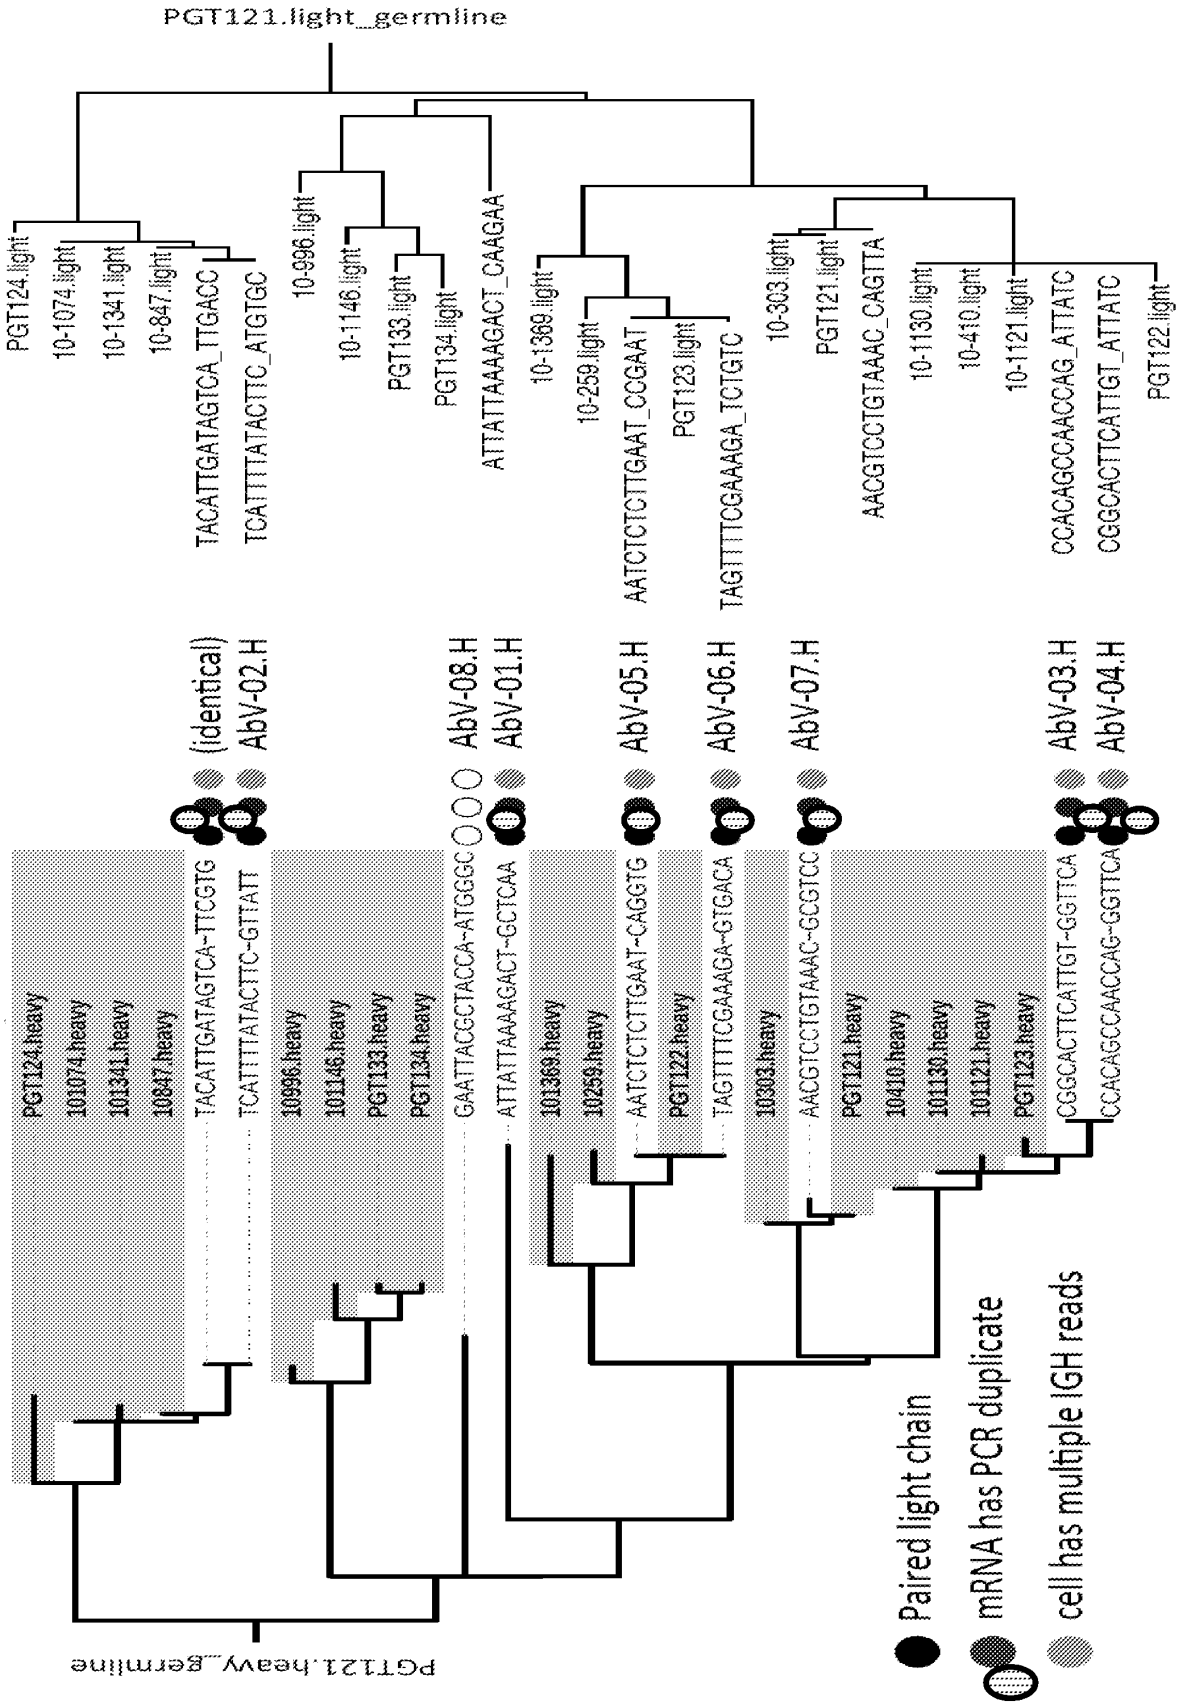 PGT121.light_germline
PGT124.light
10-1074.light
10-1341.light
10-847.light
TACATTGATAGTCA_TTGACC
TCATTTTATACTTC_ATGTGC
10-996.light
10-1146.light
PGT133.light
PGT134.light
ATTATTAAAAGACT_CAAGAA
10-1369.light
10-259.light
AATCTCTCTTGAAT_CCGAAT
PGT123.light
TAGTTTTCGAAAGA_TCTGTC
10-303.light
PGT121.light
AACGTCCTGTAAAC_CAGTTA
10-1130.light
10-410.light
10-1121.light
CCACAGCCAACCAG_ATTATC
CGGCACTTCATTGT_ATTATC
PGT122.light
(identical)
AbV-02.H
AbV-08.H
AbV-01.H
AbV-05.H
AbV-06.H
AbV-07.H
AbV-03.H
AbV-04.H
PGT124.heavy
101074.heavy
101341.heavy
10847.heavy
TACATTGATAGTCA-TTCGTG
TCATTTTATACTTC-GTTATT
10996.heavy
101146.heavy
PGT133.heavy
PGT134.heavy
GAATTACGCTACCA-ATGGGC
ATTATTAAAAGACT-GCTCAA
101369.heavy
10259.heavy
AATCTCTCTTGAAT-CAGGTG
PGT122.heavy
TAGTTTTCGAAAGA-GTGACA
10303.heavy
AACGTCCTGTAAAC-GCGTCC
PGT121.heavy
10410.heavy
101130.heavy
101121.heavy
PGT123.heavy
CGGCACTTCATTGT-GGTTCA
CCACAGCCAACCAG-GGTTCA
PGT121.heavy_germline
Paired light chain
mRNA has PCR duplicate
cell has multiple IGH reads